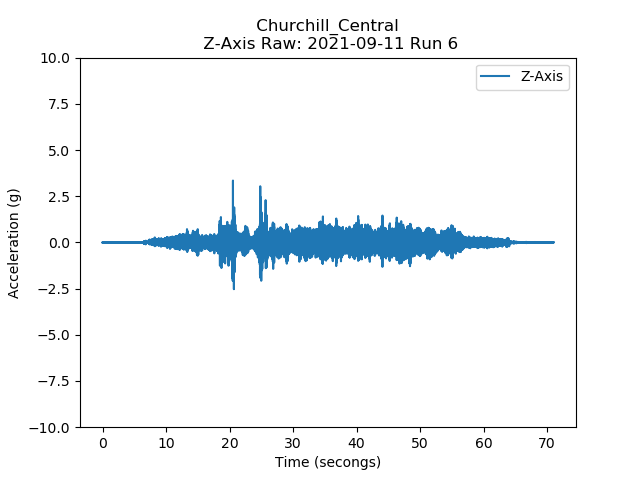 Churchill_Central
Z-Axis Raw: 2021-09-11 Run 6
Z-Axis
Acceleration (g)
10.0
7.5
5.0
2.5
0.0
−2.5
−5.0
−7.5
−10.0
0 10 20 30 40 50 60 70
Time (secongs)